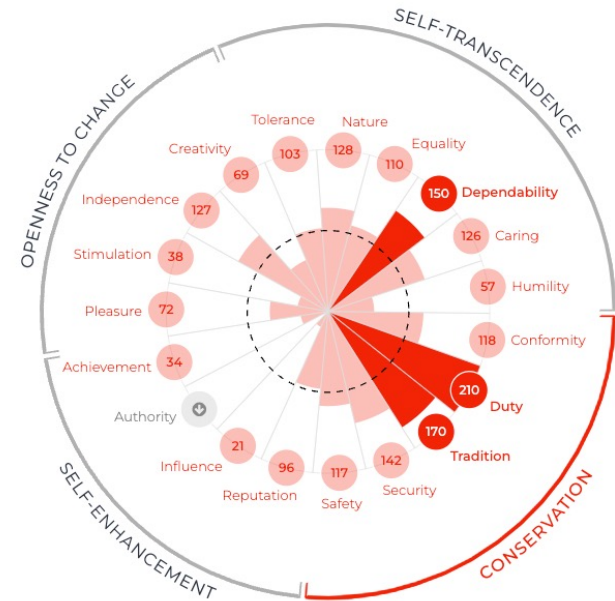 SELF-TRANSCENDENCE
OPENNESS TO CHANGE
SELF-ENHANCEMENT
CONSERVATION
Nature
128
Equality
110
Dependability
150
Caring
126
Humility
57
Conformity
118
Duty
210
Tradition
170
Security
142
Safety
117
Reputation
96
Influence
21
Authority
Achievement
34
Pleasure
72
Stimulation
38
Independence
127
Creativity
69
Tolerance
103